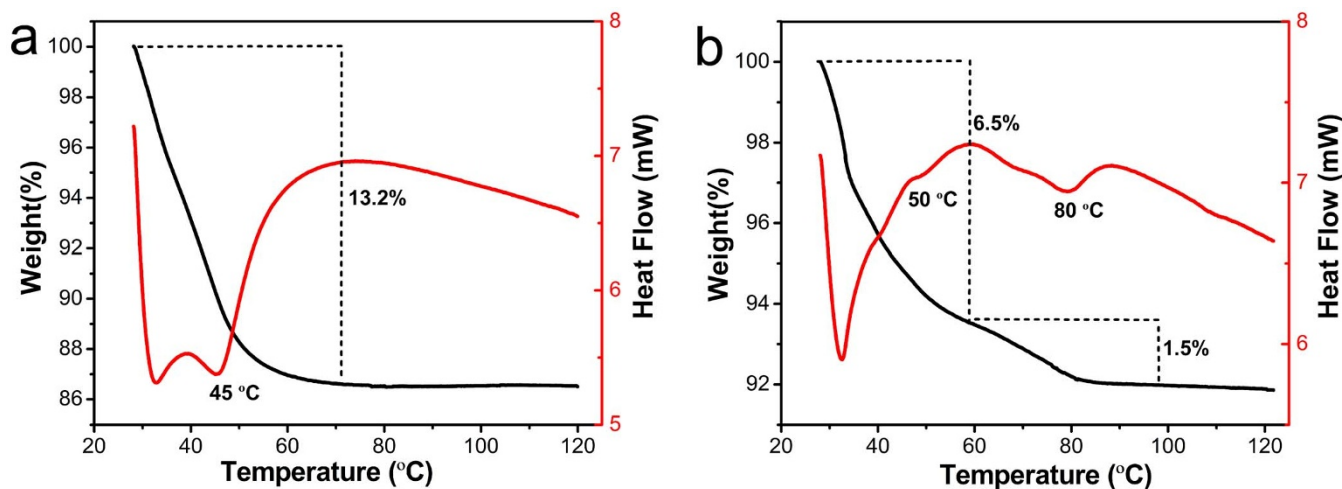 a
100
98
96
94
92
90
88
86
Weight(%)
20 40 60 80 100 120
Temperature (°C)
8
7
6
5
Heat Flow (mW)
13.2%
45 °C
b
100
98
96
94
92
Weight(%)
20 40 60 80 100 120
Temperature (°C)
8
7
6
Heat Flow (mW)
6.5%
50 °C
80 °C
1.5%